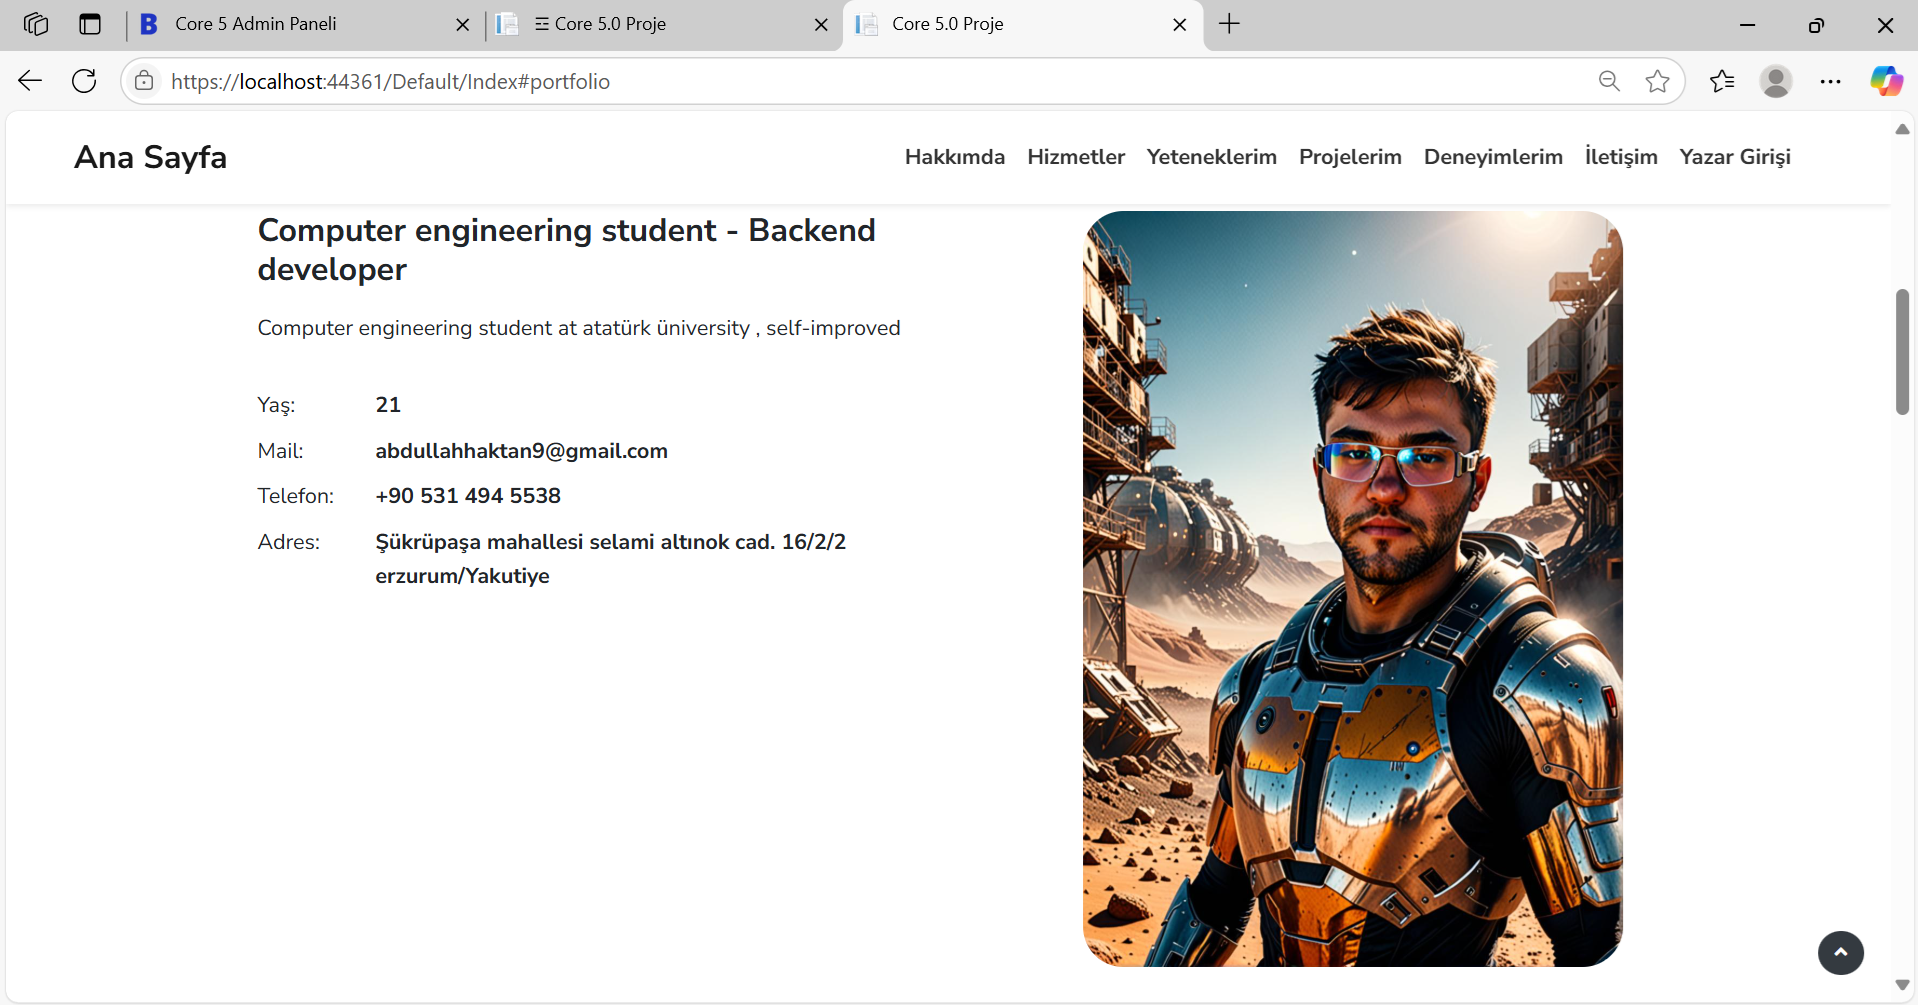 Core 5 Admin Paneli
Core 5.0 Proje
Core 5.0 Proje
https://localhost:44361/Default/Index#portfolio
Ana Sayfa
Hakkımda Hizmetler Yeteneklerim Projelerim Deneyimlerim İletişim Yazar Girişi
Computer engineering student - Backend
developer
Computer engineering student at atatürk üniversity , self-improved
Yaş: 21
Mail: abdullahhaktan9@gmail.com
Telefon: +90 531 494 5538
Adres: Şükrüpaşa mahallesi selami altınok cad. 16/2/2
erzurum/Yakutiye